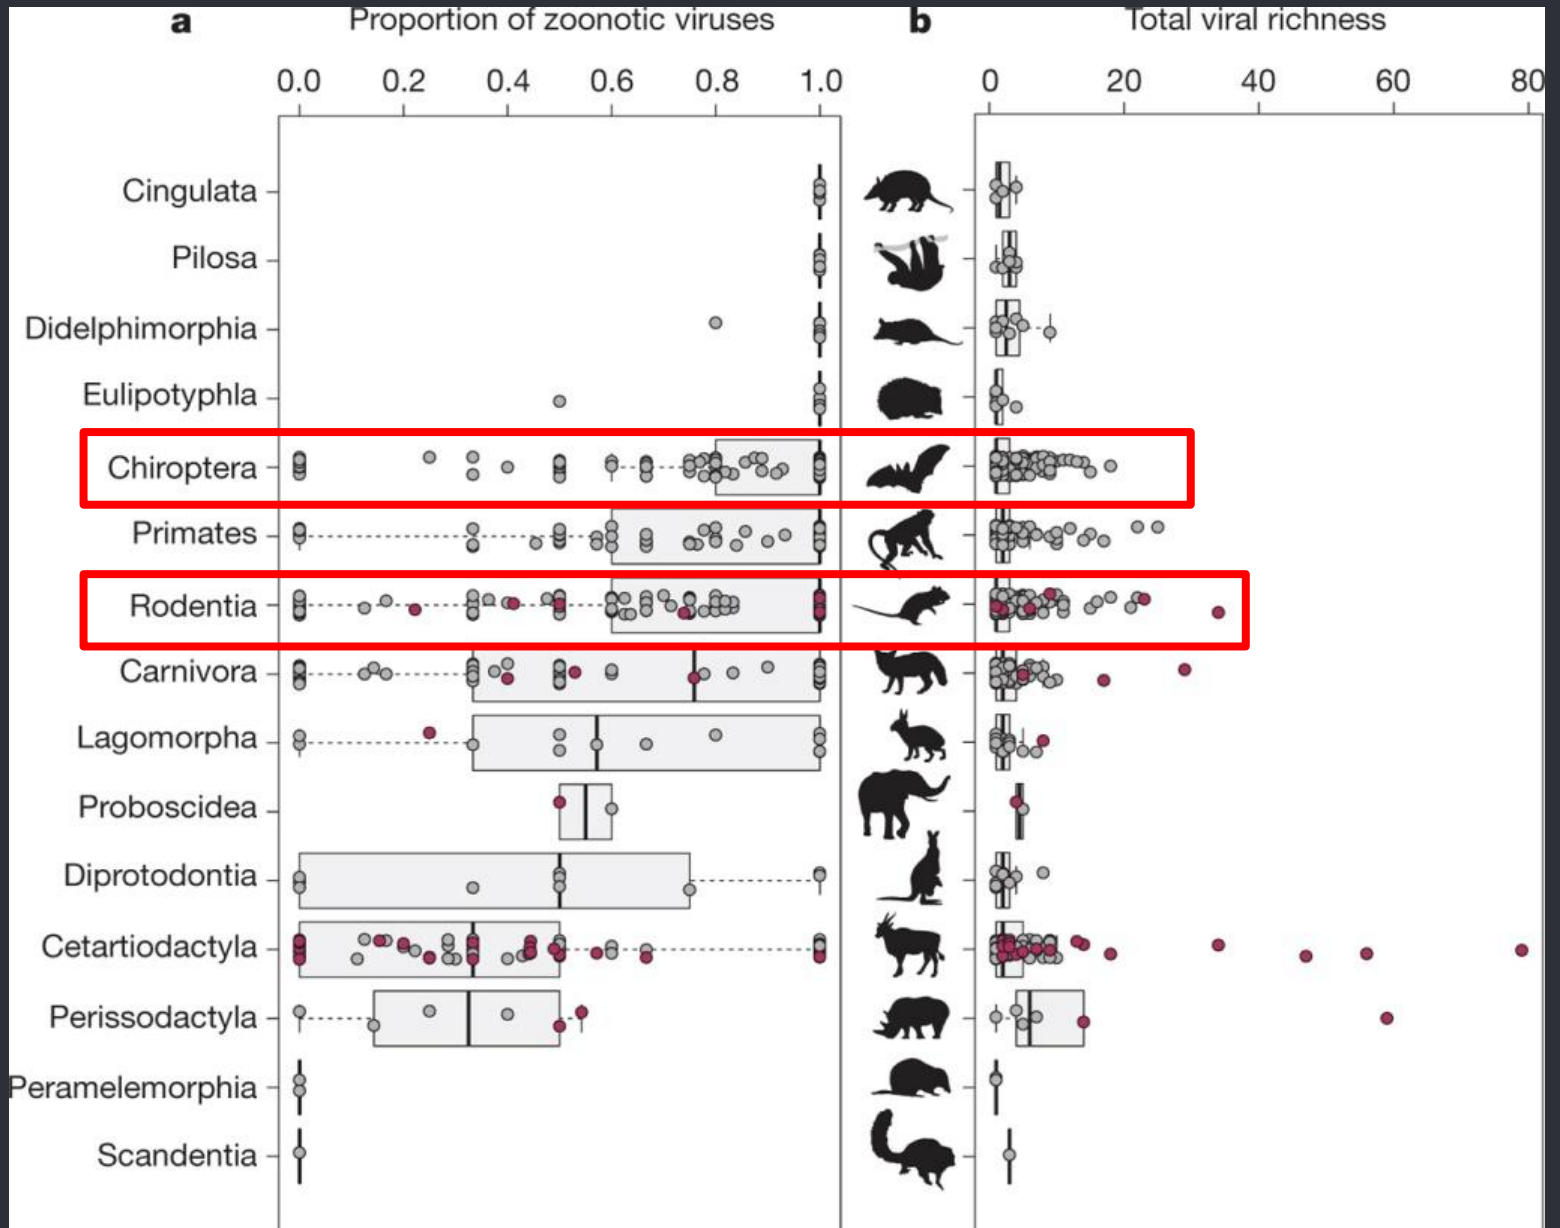 a Proportion of zoonotic viruses b Total viral richness
0.0 0.2 0.4 0.6 0.8 1.0 0 20 40 60 80
Cingulata
Pilosa
Didelphimorphia
Eulipotyphla
Chiroptera
Primates
Rodentia
Carnivora
Lagomorpha
Proboscidea
Diprotodontia
Cetartiodactyla
Perissodactyla
Peramelemorphia
Scandentia